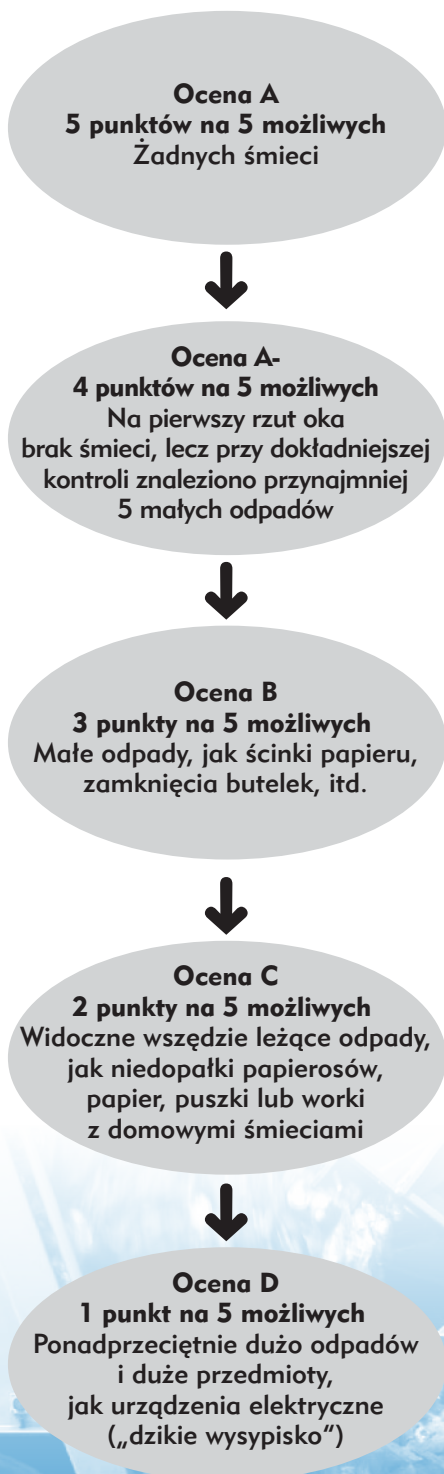 Ocena A
5 punktów na 5 możliwych
Żadnych śmieci
Ocena A-
4 punktów na 5 możliwych
Na pierwszy rzut oka
brak śmieci, lecz przy dokładniejszej
kontroli znaleziono przynajmniej
5 małych odpadów
Ocena B
3 punkty na 5 możliwych
Małe odpady, jak ścinki papieru,
zamknięcia butelek, itd.
Ocena C
2 punkty na 5 możliwych
Widoczne wszędzie leżące odpady,
jak niedopałki papierosów,
papier, puszki lub worki
z domowymi śmieciami
Ocena D
1 punkt na 5 możliwych
Ponadprzeciętnie dużo odpadów
i duże przedmioty,
jak urządzenia elektryczne
(„dzikie wysypisko“)